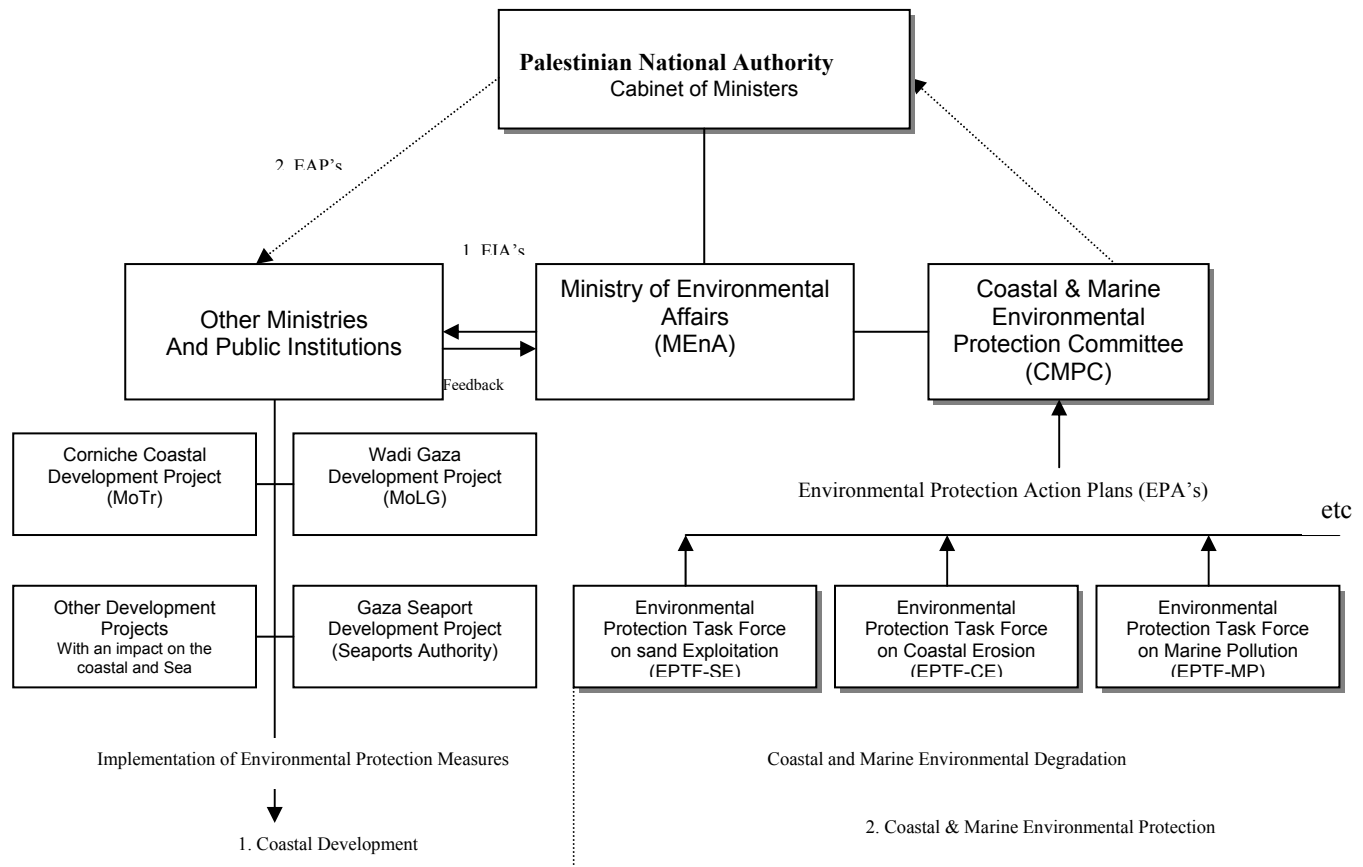 Palestinian National Authority
Cabinet of Ministers
2. EAP's
1. EIA's
Other Ministries
And Public Institutions
Ministry of Environmental
Affairs
(MEnA)
Coastal & Marine
Environmental
Protection Committee
(CMPC)
Feedback
Corniche Coastal
Development Project
(MoTr)
Wadi Gaza
Development Project
(MoLG)
Environmental Protection Action Plans (EPA's)
etc
Other Development
Projects
With an impact on the
coastal and Sea
Gaza Seaport
Development Project
(Seaports Authority)
Environmental
Protection Task Force
on sand Exploitation)
(EPTF-SE)
Environmental
Protection Task Force
on Coastal Erosion)
(EPTF-CE)
Environmental
Protection Task Force
on Marine Pollution)
(EPTF-MP)
Implementation of Environmental Protection Measures
Coastal and Marine Environmental Degradation
1. Coastal Development
2. Coastal & Marine Environmental Protection